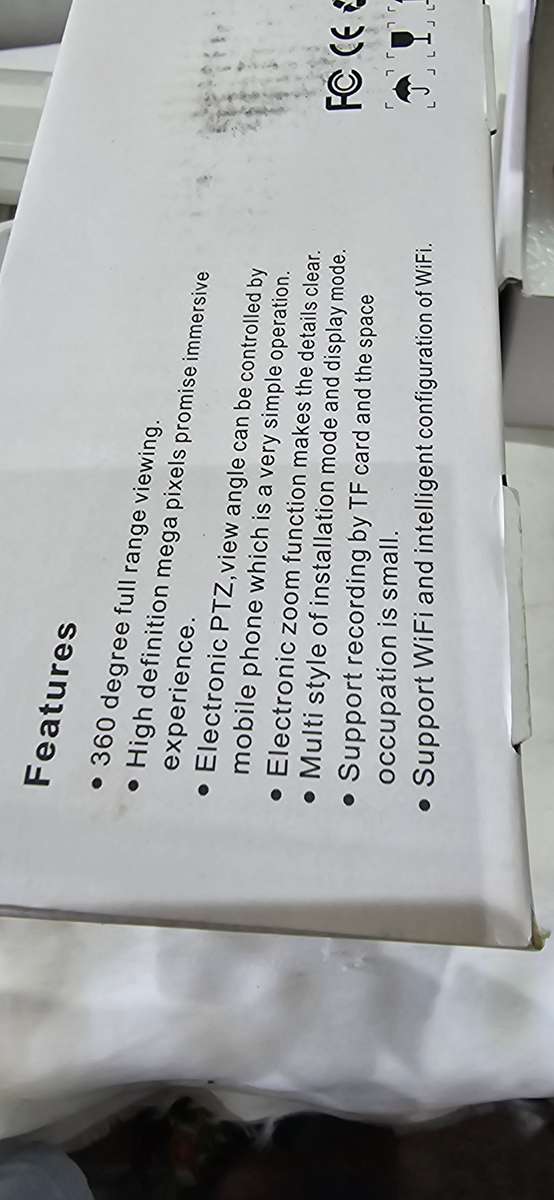 Features
• 360 degree full range viewing.
• High definition mega pixels promise immersive
experience.
• Electronic PTZ,view angle can be controlled by
mobile phone which is a very simple operation.
• Electronic zoom function makes the details clear.
• Multi style of installation mode and display mode.
• Support recording by TF card and the space
occupation is small.
• Support WiFi and intelligent configuration of WiFi.
FC CE